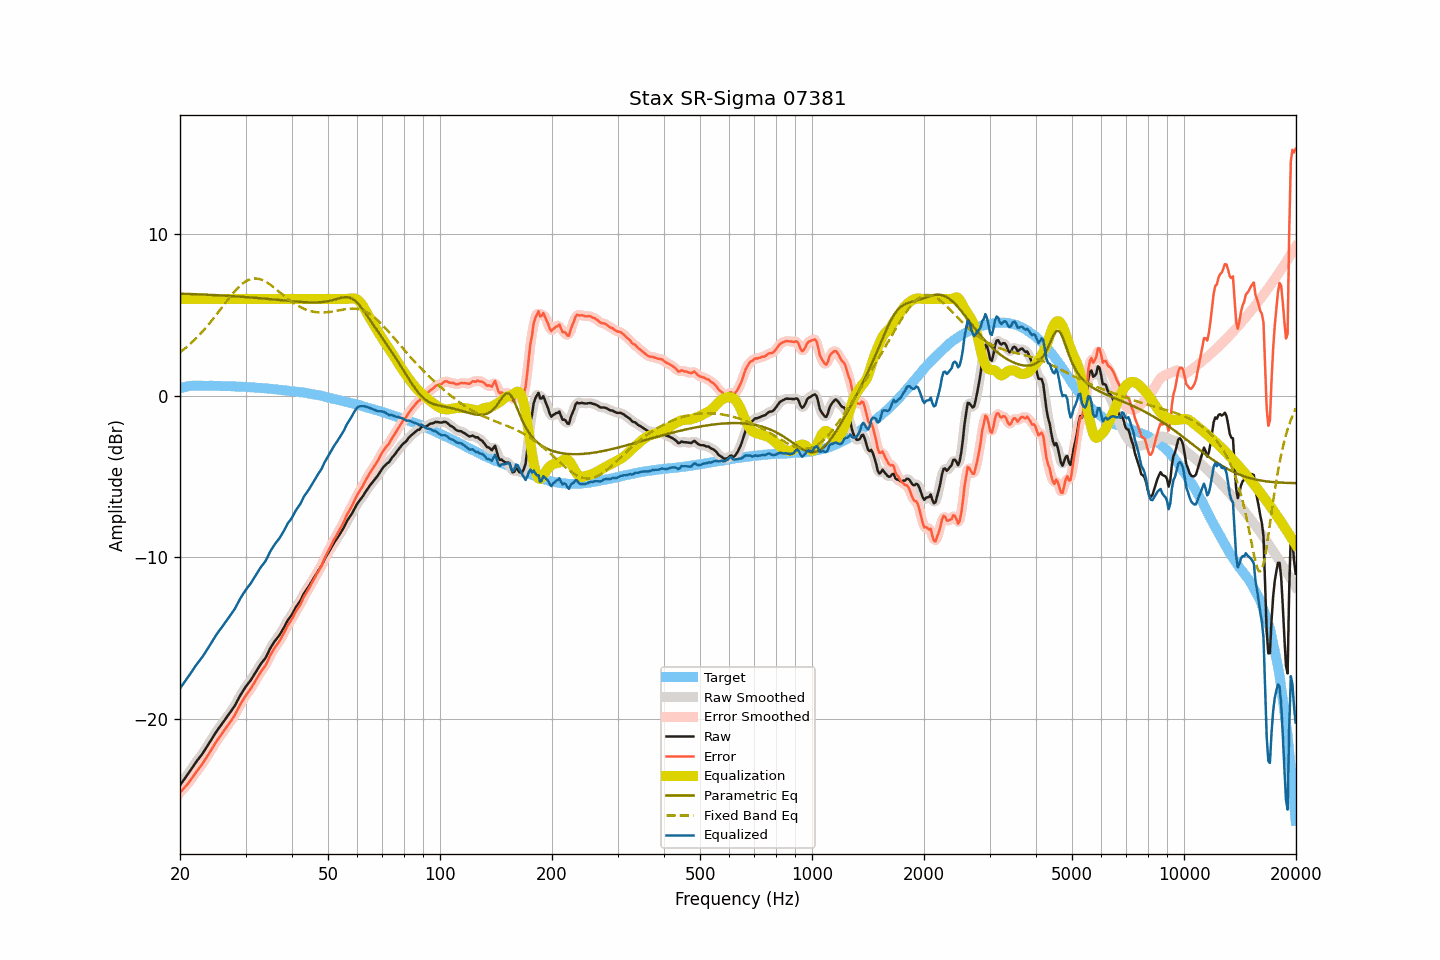 Stax SR-Sigma 07381
Amplitude (dBr)
10
0
−10
−20
Target
Raw Smoothed
Error Smoothed
Raw
Error
Equalization
Parametric Eq
Fixed Band Eq
Equalized
20 50 100 200 500 1000 2000 5000 10000 20000
Frequency (Hz)